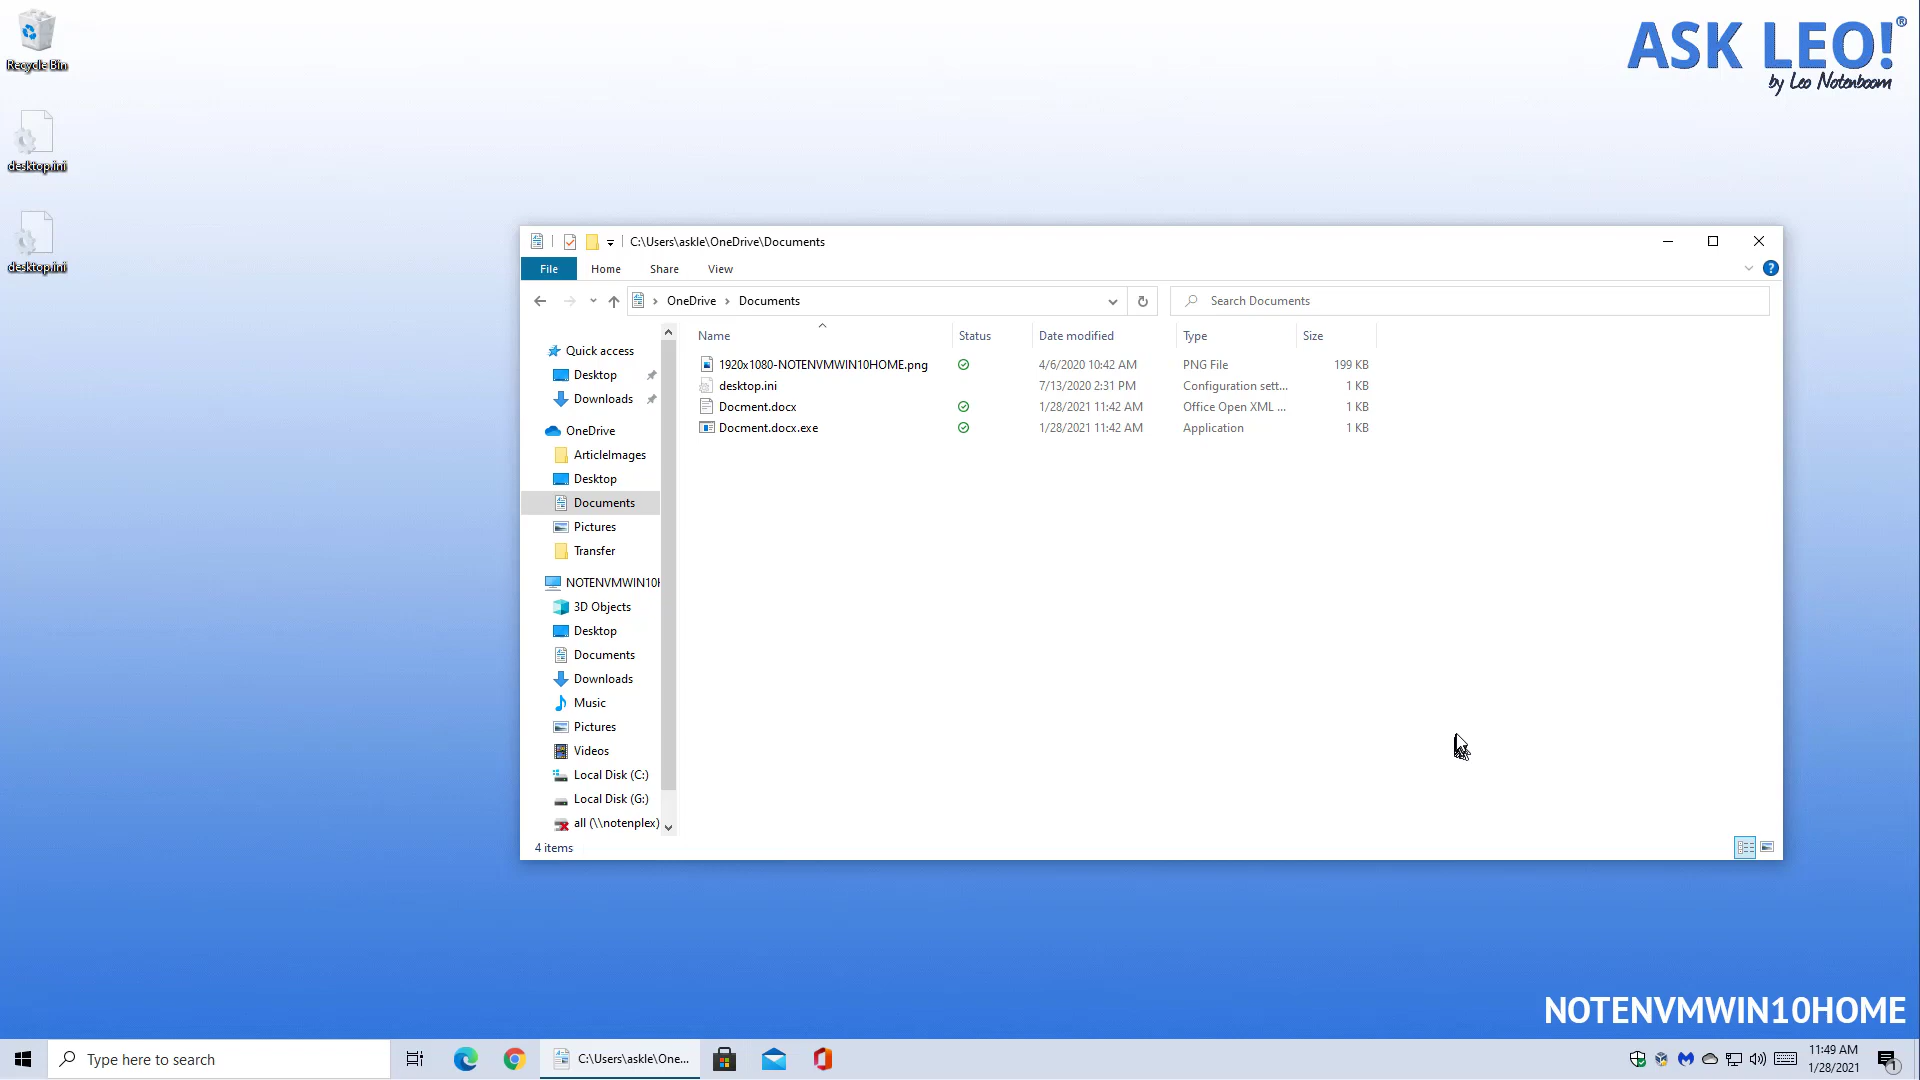 Recycle Bin
desktop.ini
desktop.ini
ASK LEO!®
by Leo Notenboom
C:\Users\askle\OneDrive\Documents
File Home Share View
OneDrive > Documents
Search Documents
Name Status Date modified Type Size
1920x1080-NOTENVMWIN10HOME.png 4/6/2020 10:42 AM PNG File 199 KB
desktop.ini 7/13/2020 2:31 PM Configuration sett... 1 KB
Docment.docx 1/28/2021 11:42 AM Office Open XML ... 1 KB
Docment.docx.exe 1/28/2021 11:42 AM Application 1 KB
Quick access
Desktop
Downloads
OneDrive
ArticleImages
Desktop
Documents
Pictures
Transfer
NOTENVMWIN10H
3D Objects
Desktop
Documents
Downloads
Music
Pictures
Videos
Local Disk (C:)
Local Disk (G:)
all (\\notenplex)
4 items
NOTENVMWIN10HOME
Type here to search
C:\Users\askle\One...
11:49 AM
1/28/2021
1